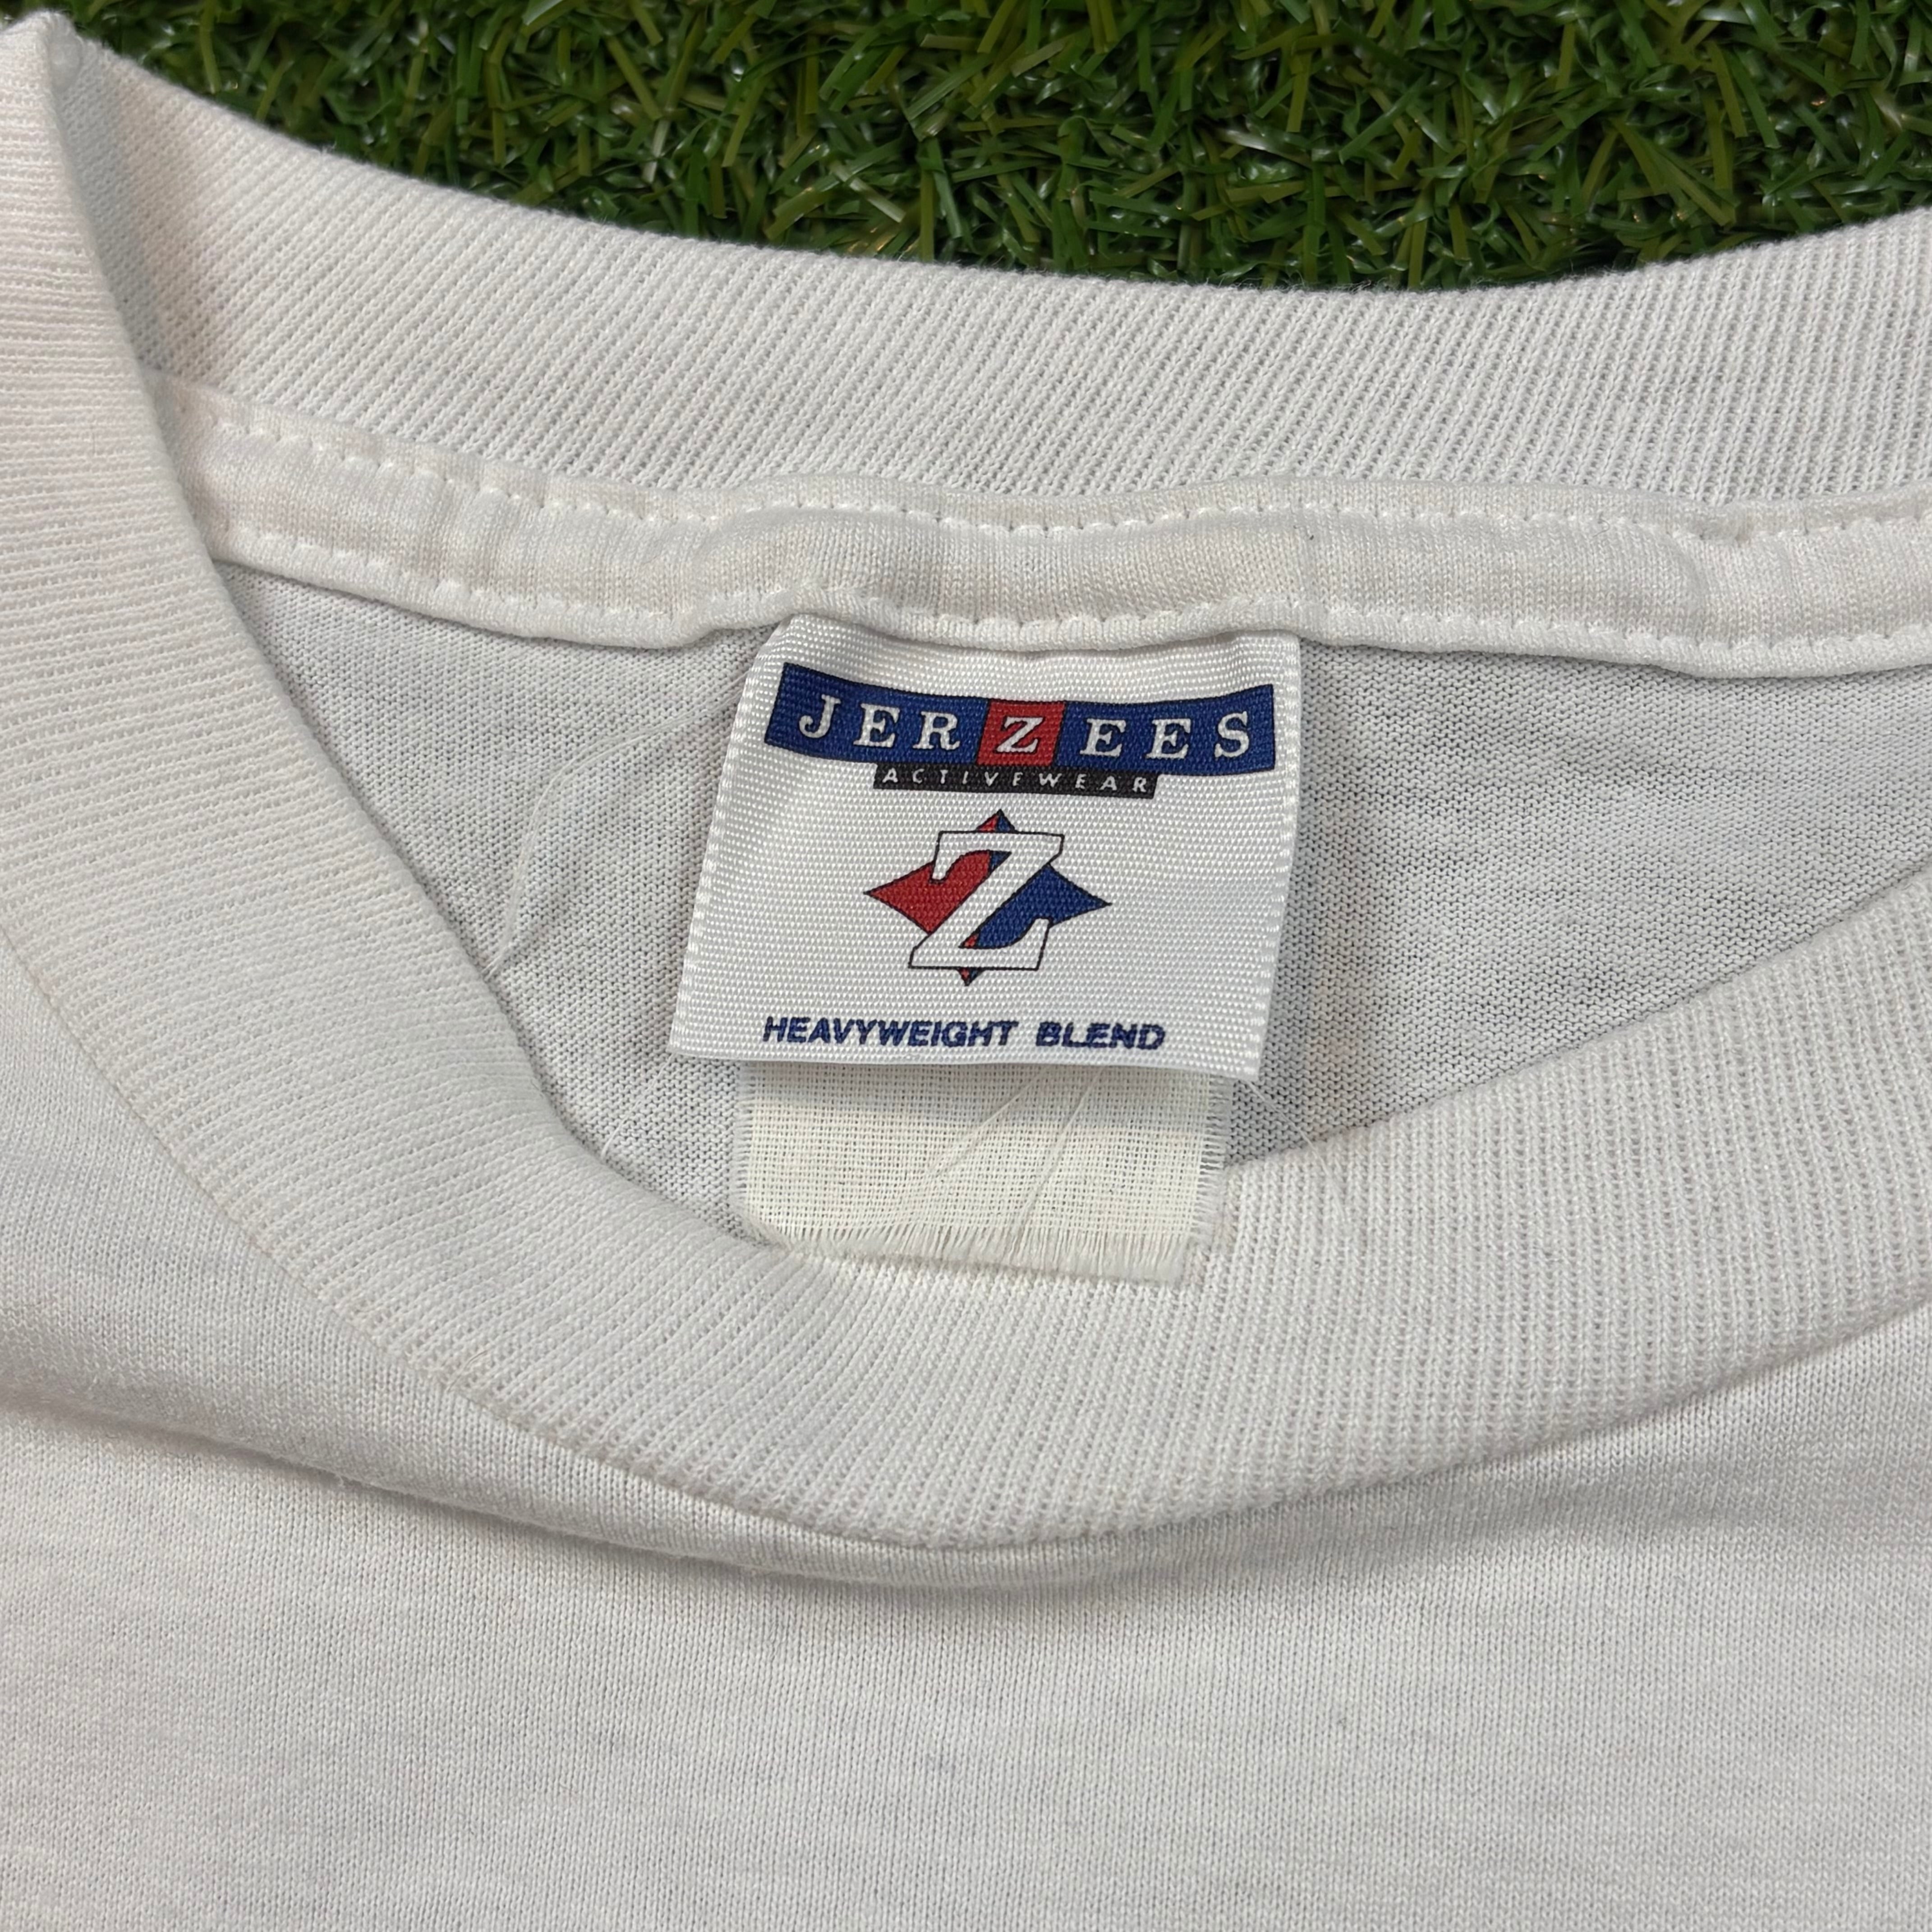 JERZEES
ACTIVEWEAR
Z
HEAVYWEIGHT BLEND